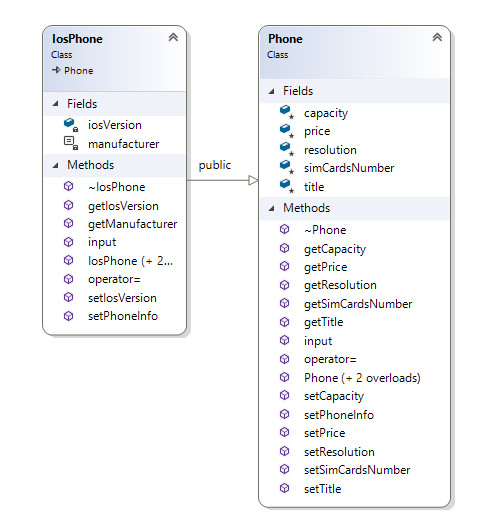 IosPhone
Class
Phone
Fields
iosVersion
manufacturer
Methods
~IosPhone
getIosVersion
getManufacturer
input
IosPhone (+ 2...
operator=
setIosVersion
setPhoneInfo
public
Phone
Class
Fields
capacity
price
resolution
simCardsNumber
title
Methods
~Phone
getCapacity
getPrice
getResolution
getSimCardsNumber
getTitle
input
operator=
Phone (+ 2 overloads)
setCapacity
setPhoneInfo
setPrice
setResolution
setSimCardsNumber
setTitle